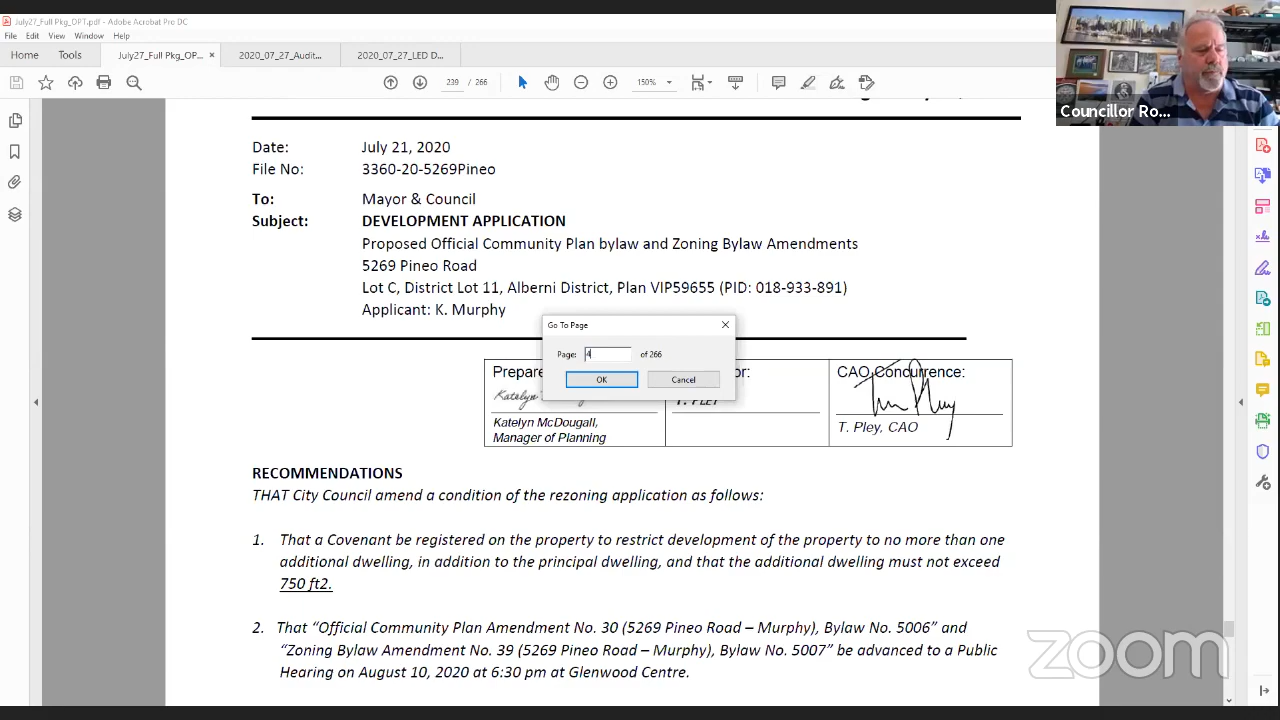 July27_Full Pkg_OPT.pdf - Adobe Acrobat Pro DC
File Edit View Window Help
Home Tools July27_Full Pkg_OP... × 2020_07_27_Audit... 2020_07_27_LED D...
239 / 266 150%
Councillor Ro...
Date: July 21, 2020
File No: 3360-20-5269Pineo
To: Mayor & Council
Subject: DEVELOPMENT APPLICATION
Proposed Official Community Plan bylaw and Zoning Bylaw Amendments
5269 Pineo Road
Lot C, District Lot 11, Alberni District, Plan VIP59655 (PID: 018-933-891)
Applicant: K. Murphy
Go To Page
Page: 4 of 266
OK Cancel
CAO Concurrence:
Katelyn McDougall,
Manager of Planning
T. Pley, CAO
RECOMMENDATIONS
THAT City Council amend a condition of the rezoning application as follows:
1. That a Covenant be registered on the property to restrict development of the property to no more than one
additional dwelling, in addition to the principal dwelling, and that the additional dwelling must not exceed
750 ft2.
2. That “Official Community Plan Amendment No. 30 (5269 Pineo Road – Murphy), Bylaw No. 5006” and
“Zoning Bylaw Amendment No. 39 (5269 Pineo Road – Murphy), Bylaw No. 5007” be advanced to a Public
Hearing on August 10, 2020 at 6:30 pm at Glenwood Centre.
zoom